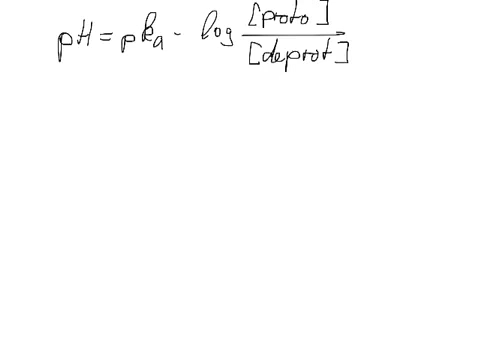 pH = pka - log [proto] / [deprot]